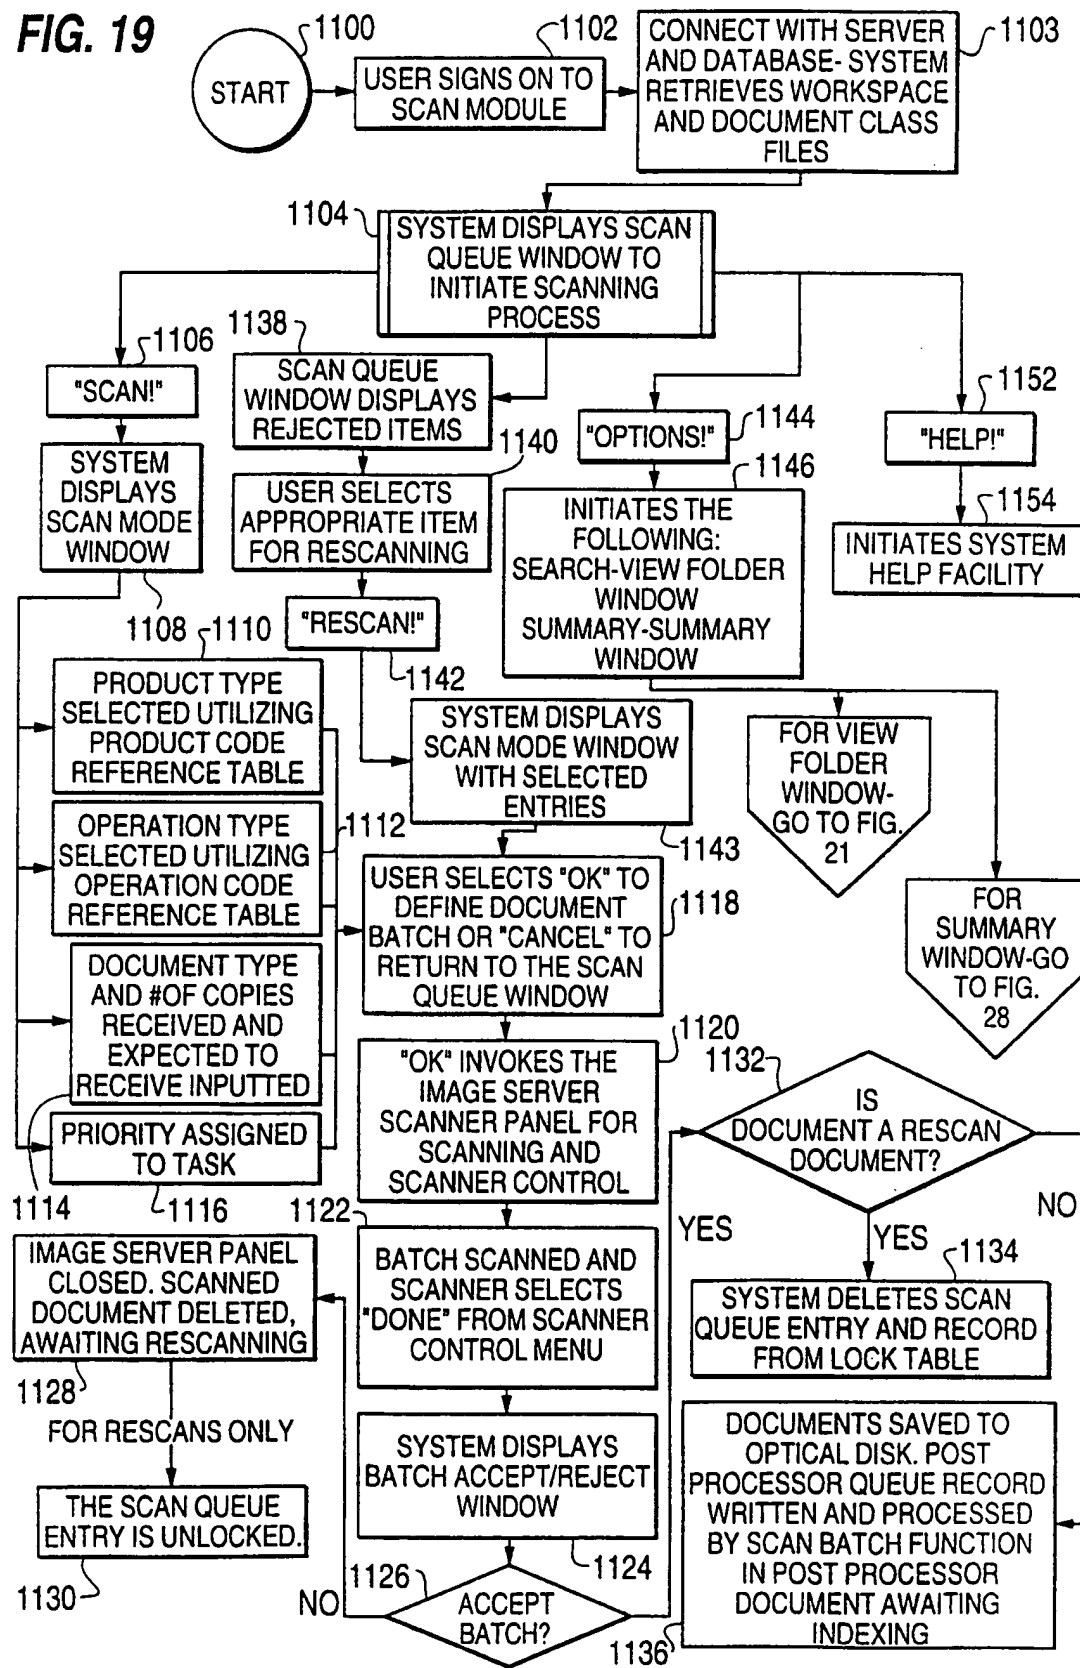 FIG. 19
1100
START
1102
USER SIGNS ON TO
SCAN MODULE
1103
CONNECT WITH SERVER
AND DATABASE- SYSTEM
RETRIEVES WORKSPACE
AND DOCUMENT CLASS
FILES
1104
SYSTEM DISPLAYS SCAN
QUEUE WINDOW TO
INITIATE SCANNING
PROCESS
1106
"SCAN!"
SYSTEM
DISPLAYS
SCAN MODE
WINDOW
1108
1138
SCAN QUEUE
WINDOW DISPLAYS
REJECTED ITEMS
1140
USER SELECTS
APPROPRIATE ITEM
FOR RESCANNING
"RESCAN!"
1142
"OPTIONS!"
1144
1146
INITIATES THE
FOLLOWING:
SEARCH-VIEW FOLDER
WINDOW
SUMMARY-SUMMARY
WINDOW
1152
"HELP!"
1154
INITIATES SYSTEM
HELP FACILITY
1110
PRODUCT TYPE
SELECTED UTILIZING
PRODUCT CODE
REFERENCE TABLE
OPERATION TYPE
SELECTED UTILIZING
OPERATION CODE
REFERENCE TABLE
1112
DOCUMENT TYPE
AND #OF COPIES
RECEIVED AND
EXPECTED TO
RECEIVE INPUTTED
PRIORITY ASSIGNED
TO TASK
1114
1116
SYSTEM DISPLAYS
SCAN MODE WINDOW
WITH SELECTED
ENTRIES
1143
FOR VIEW
FOLDER
WINDOW-
GO TO FIG.
21
FOR
SUMMARY
WINDOW-GO
TO FIG.
28
USER SELECTS "OK" TO
DEFINE DOCUMENT
BATCH OR "CANCEL" TO
RETURN TO THE SCAN
QUEUE WINDOW
1118
1120
"OK" INVOKES THE
IMAGE SERVER
SCANNER PANEL FOR
SCANNING AND
SCANNER CONTROL
1122
BATCH SCANNED AND
SCANNER SELECTS
"DONE" FROM SCANNER
CONTROL MENU
SYSTEM DISPLAYS
BATCH ACCEPT/REJECT
WINDOW
1124
1126
ACCEPT
BATCH?
NO
YES
IMAGE SERVER PANEL
CLOSED. SCANNED
DOCUMENT DELETED,
AWAITING RESCANNING
1128
FOR RESCANS ONLY
THE SCAN QUEUE
ENTRY IS UNLOCKED.
1130
1132
IS
DOCUMENT A RESCAN
DOCUMENT?
NO
YES
1134
SYSTEM DELETES SCAN
QUEUE ENTRY AND RECORD
FROM LOCK TABLE
DOCUMENTS SAVED TO
OPTICAL DISK. POST
PROCESSOR QUEUE RECORD
WRITTEN AND PROCESSED
BY SCAN BATCH FUNCTION
IN POST PROCESSOR
DOCUMENT AWAITING
INDEXING
1136